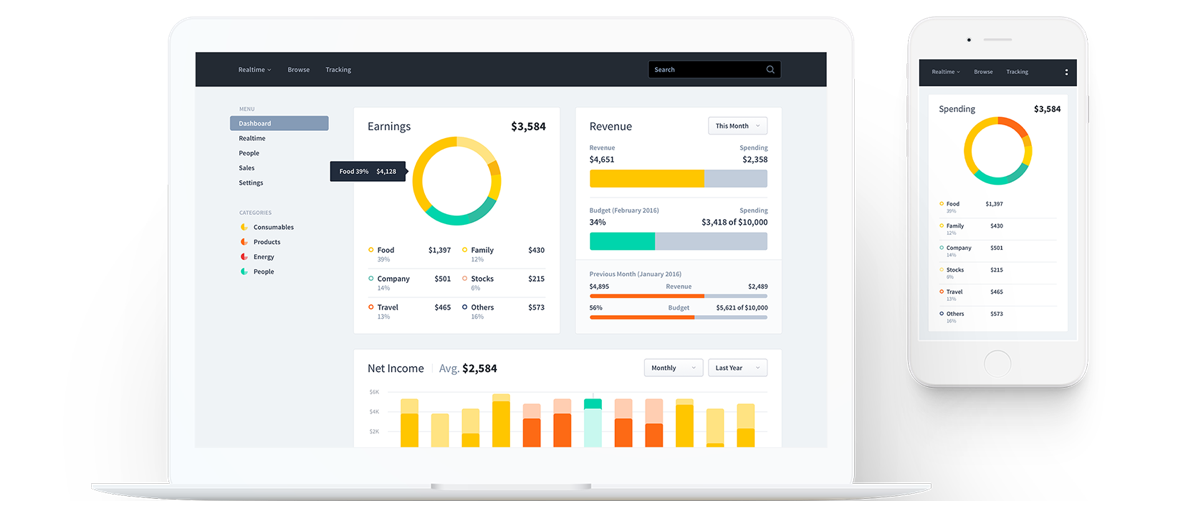 Realtime Browse Tracking
Search
MENU
Dashboard
Realtime
People
Sales
Settings
CATEGORIES
Consumables
Products
Energy
People
Earnings $3,584
Food 39% $4,128
Food $1,397 Family $430
39% 12%
Company $501 Stocks $215
14% 6%
Travel $465 Others $573
13% 16%
Revenue This Month
Revenue Spending
$4,651 $2,358
Budget (February 2016) Spending
34% $3,418 of $10,000
Previous Month (January 2016)
$4,895 Revenue $2,489
56% Budget $5,621 of $10,000
Net Income Avg. $2,584
Monthly Last Year
$6K
$4K
$2K
Realtime Browse Tracking
Spending $3,584
Food $1,397
39%
Family $430
12%
Company $501
14%
Stocks $215
6%
Travel $465
13%
Others $573
16%